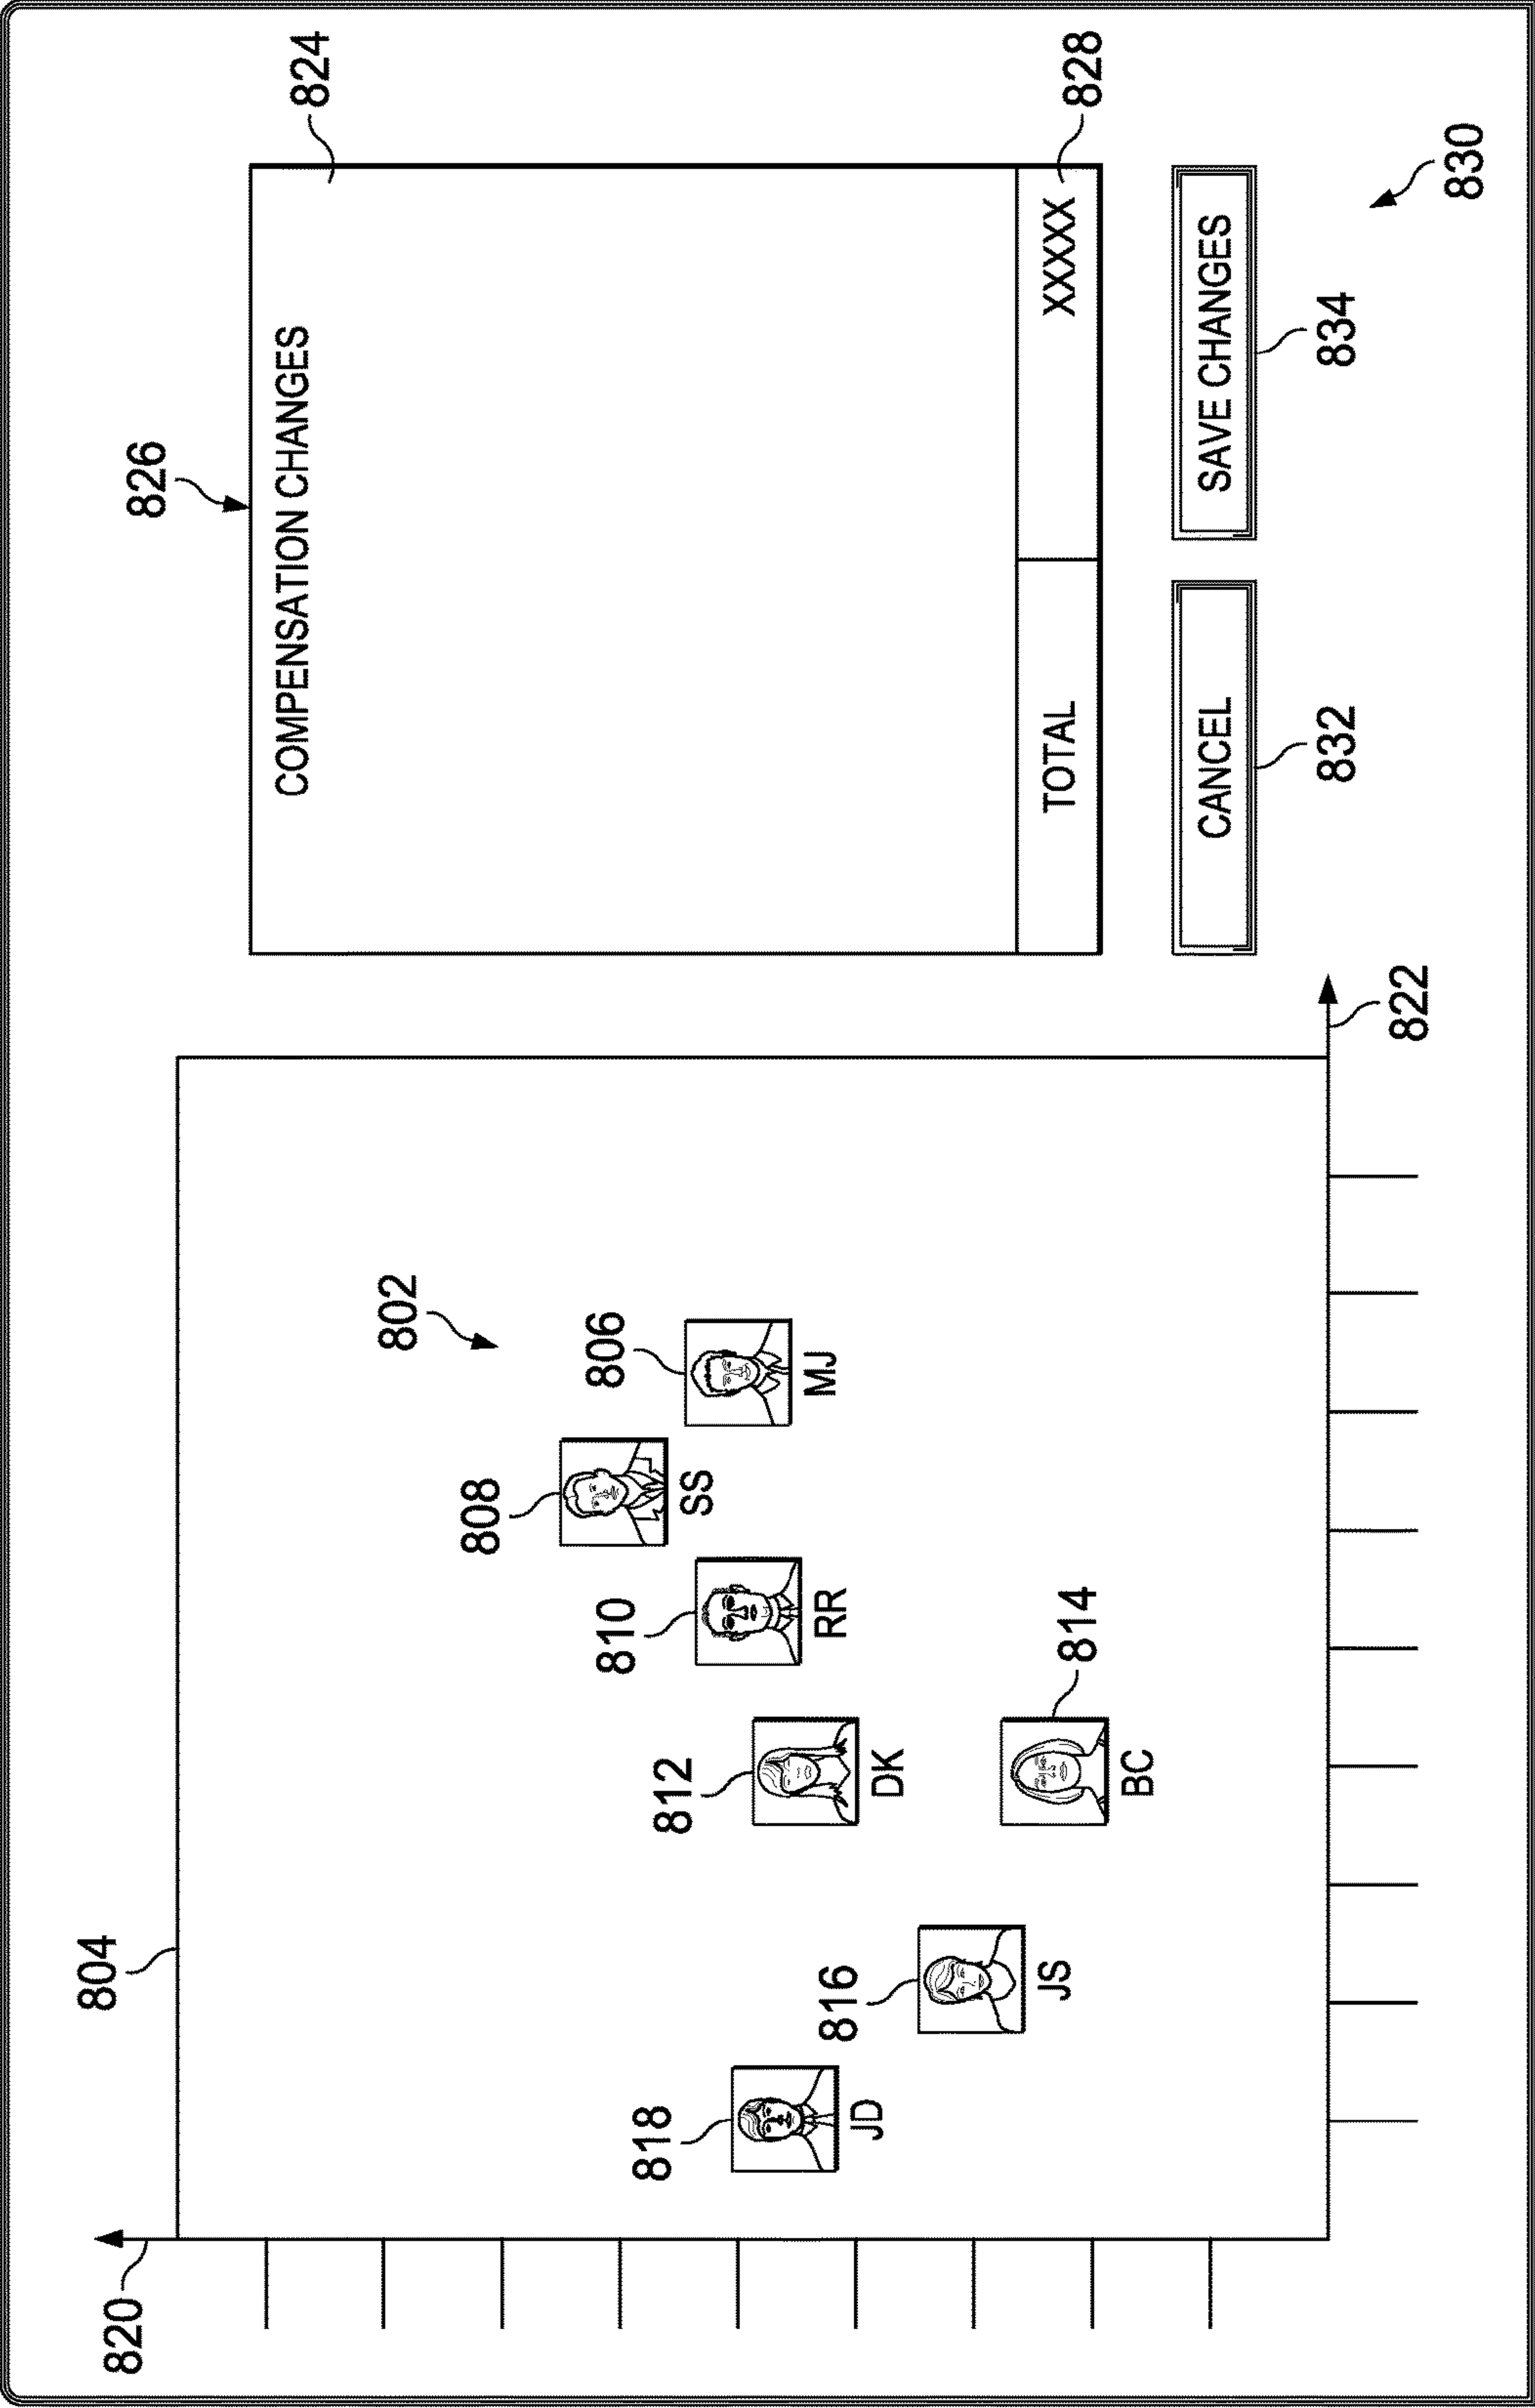 820
804
802
818
JD
816
JS
812
DK
814
BC
810
RR
808
SS
806
MJ
822
826
824
COMPENSATION CHANGES
TOTAL
XXXXX
828
CANCEL
SAVE CHANGES
832
834
830